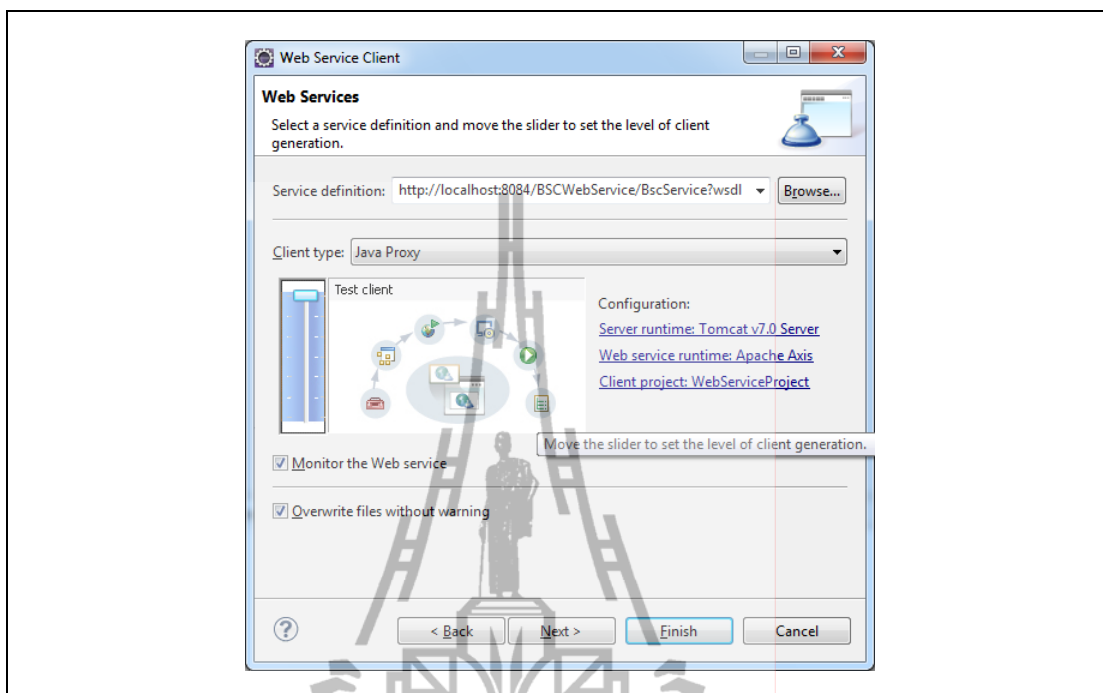 Web Service Client
Web Services
Select a service definition and move the slider to set the level of client
generation.
Service definition: http://localhost:8084/BSCWebService/BscService?wsdl Browse...
Client type: Java Proxy
Test client
Configuration:
Server runtime: Tomcat v7.0 Server
Web service runtime: Apache Axis
Client project: WebServiceProject
Move the slider to set the level of client generation.
Monitor the Web service
Overwrite files without warning
? < Back Next > Finish Cancel